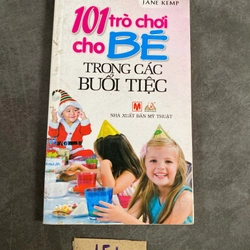 JANE KEMP
101 trò chơi
cho BÉ
TRONG CÁC
BUỔI TIỆC
NHÀ XUẤT BẢN MỸ THUẬT